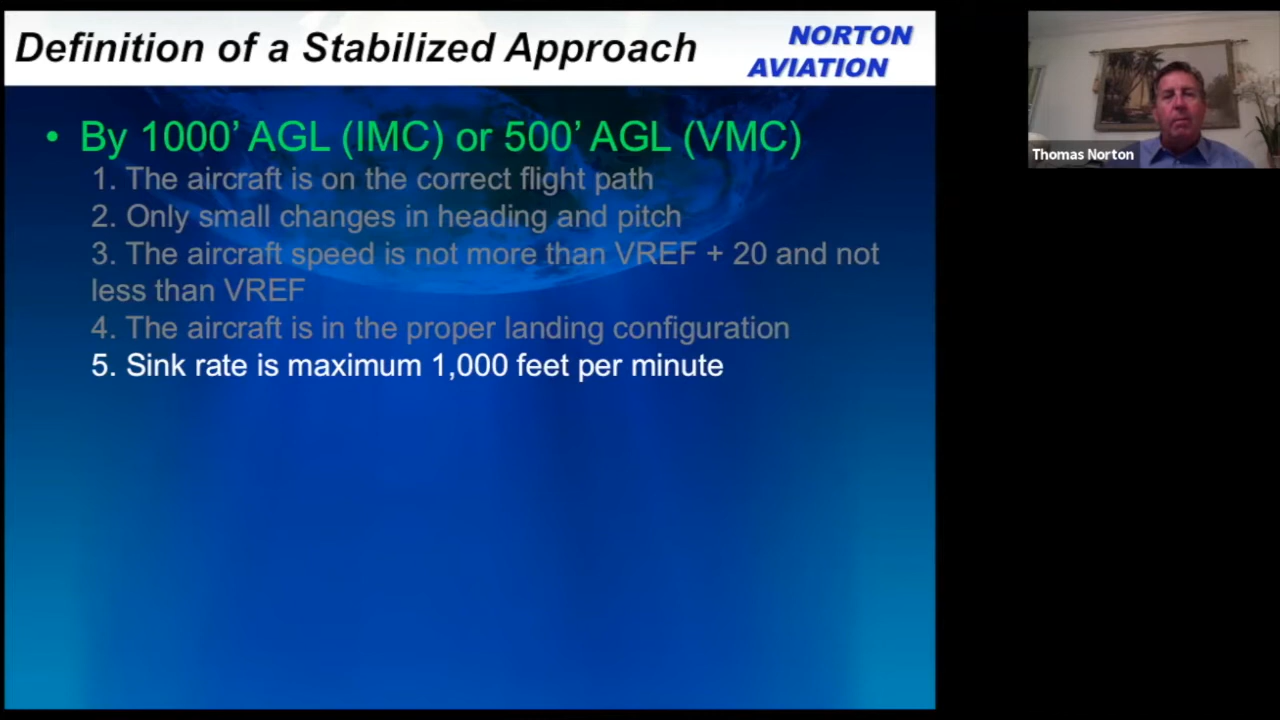 Definition of a Stabilized Approach
NORTON
AVIATION
• By 1000’ AGL (IMC) or 500’ AGL (VMC)
1. The aircraft is on the correct flight path
2. Only small changes in heading and pitch
3. The aircraft speed is not more than VREF + 20 and not
less than VREF
4. The aircraft is in the proper landing configuration
5. Sink rate is maximum 1,000 feet per minute
Thomas Norton